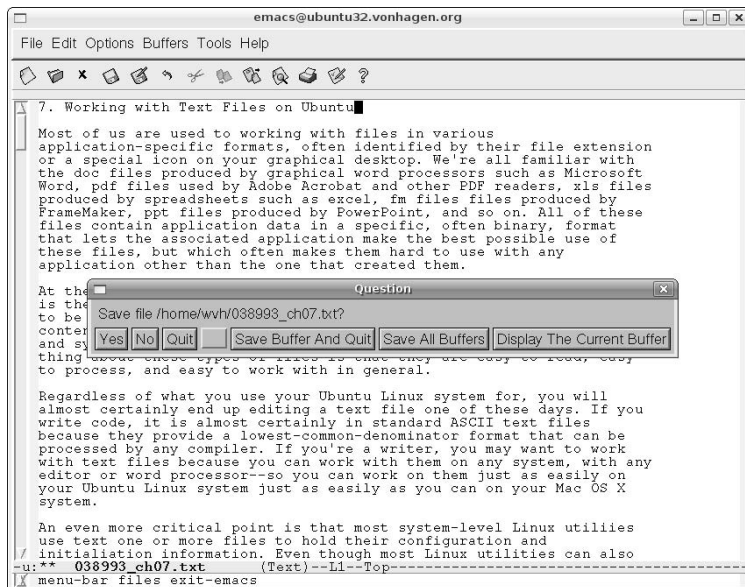 emacs@ubuntu32.vonhagen.org
File Edit Options Buffers Tools Help
7. Working with Text Files on Ubuntu
Most of us are used to working with files in various
application-specific formats, often identified by their file extension
or a special icon on your graphical desktop. We're all familiar with
the doc files produced by graphical word processors such as Microsoft
Word, pdf files used by Adobe Acrobat and other PDF readers, xls files
produced by spreadsheets such as excel, fm files files produced by
FrameMaker, ppt files produced by PowerPoint, and so on. All of these
files contain application data in a specific, often binary, format
that lets the associated application make the best possible use of
these files, but which often makes them hard to use with any
application other than the one that created them.
At the
is the
to be
conter
and sy
Question
Save file /home/wvh/038993_ch07.txt?
Yes No Quit Save Buffer And Quit Save All Buffers Display The Current Buffer
thing about these types of files is that they are easy to read, easy
to process, and easy to work with in general.
Regardless of what you use your Ubuntu Linux system for, you will
almost certainly end up editing a text file one of these days. If you
write code, it is almost certainly in standard ASCII text files
because they provide a lowest-common-denominator format that can be
processed by any compiler. If you're a writer, you may want to work
with text files because you can work with them on any system, with any
editor or word processor--so you can work on them just as easily on
your Ubuntu Linux system just as easily as you can on your Mac OS X
system.
An even more critical point is that most system-level Linux utiliies
use text one or more files to hold their configuration and
initialiation information. Even though most Linux utilities can also
-u:** 038993_ch07.txt (Text)--L1--Top----------------------------------------
menu-bar files exit-emacs